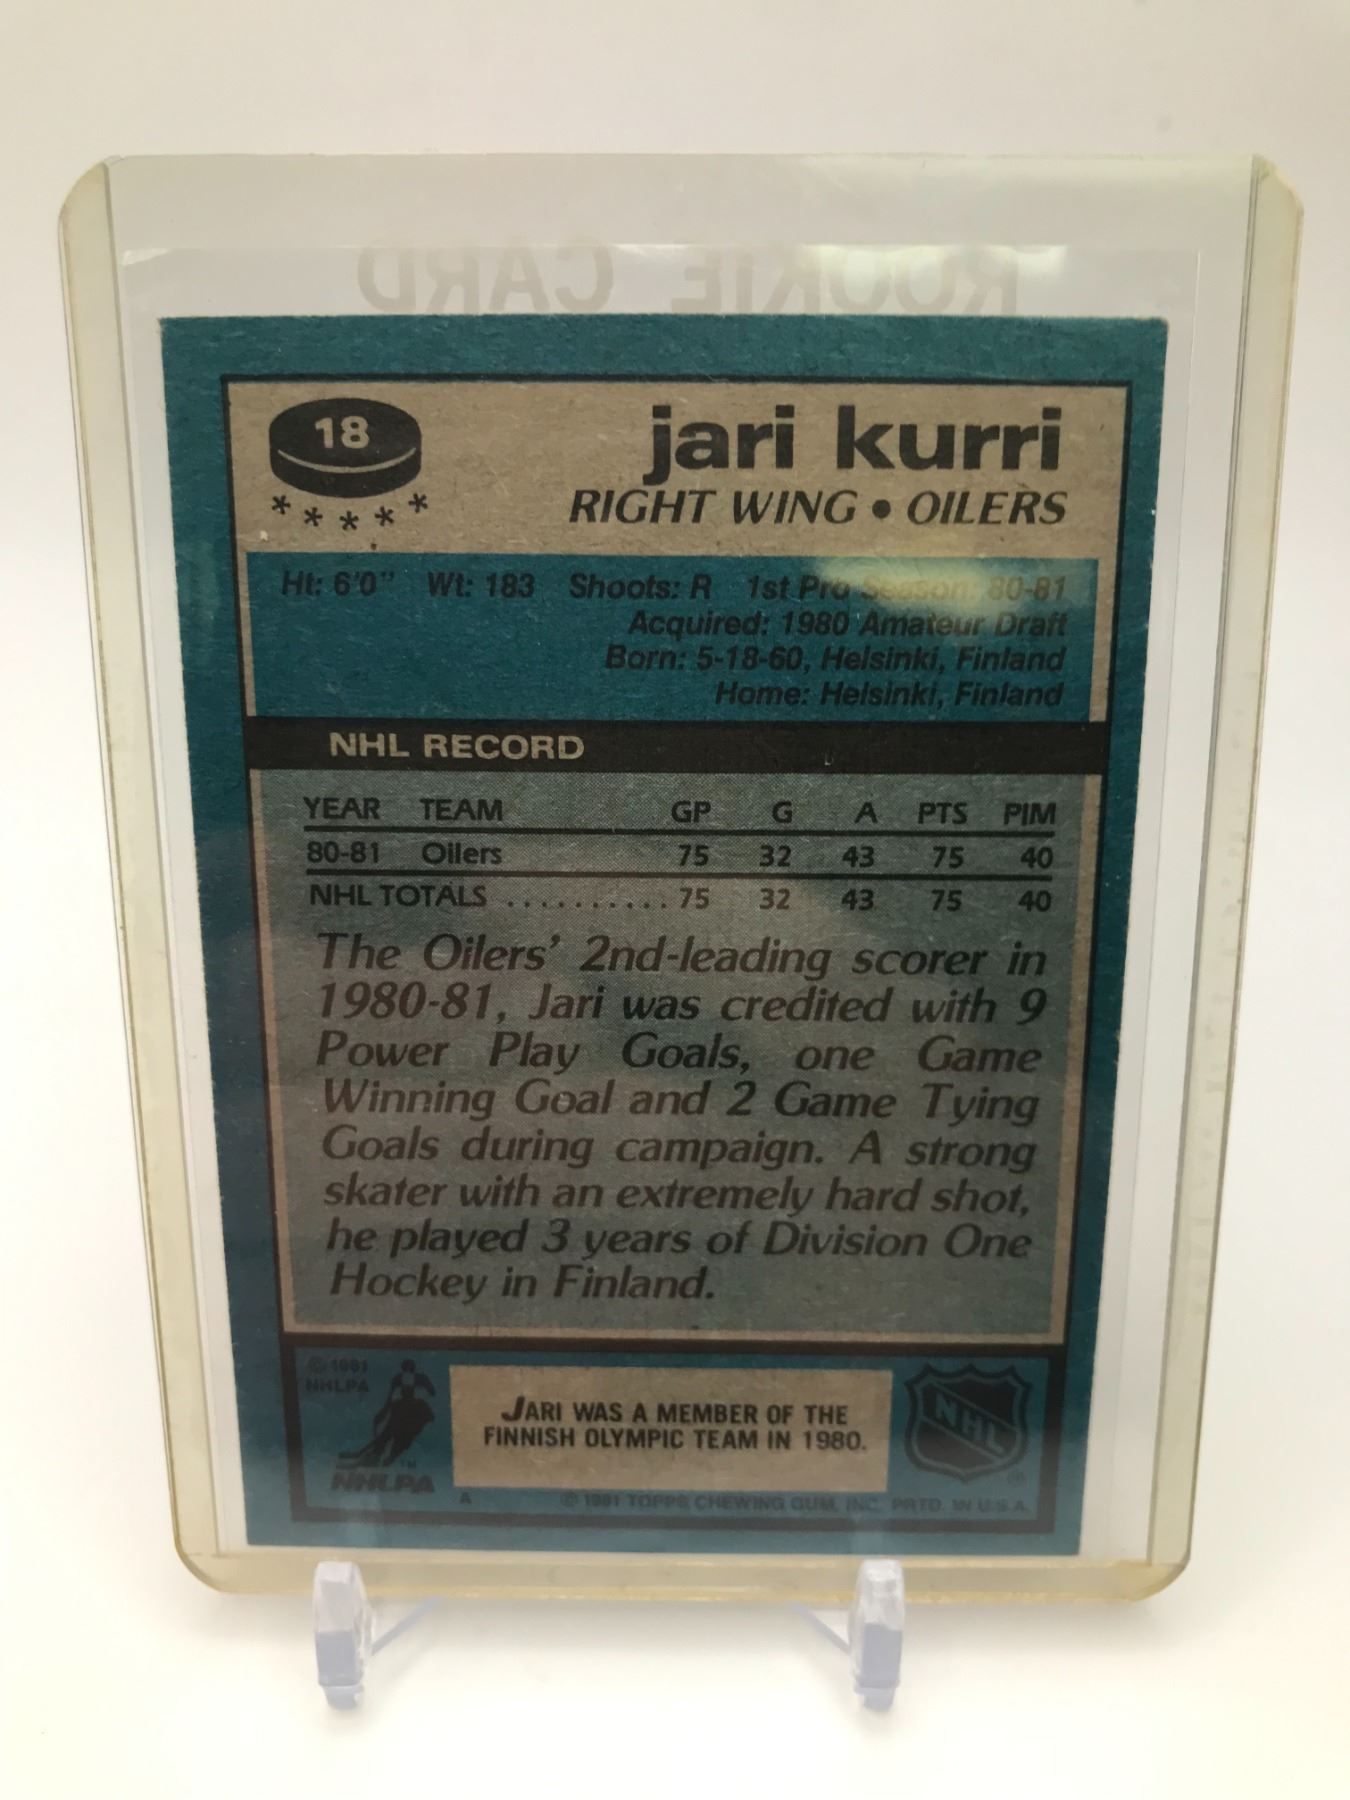 ROOKIE CARD
18
* * * * *
jari kurri
RIGHT WING • OILERS
Ht: 6'0" Wt: 183 Shoots: R 1st Pro Season: 80-81
Acquired: 1980 Amateur Draft
Born: 5-18-60, Helsinki, Finland
Home: Helsinki, Finland
NHL RECORD
YEAR TEAM GP G A PTS PIM
80-81 Oilers 75 32 43 75 40
NHL TOTALS .......... 75 32 43 75 40
The Oilers' 2nd-leading scorer in
1980-81, Jari was credited with 9
Power Play Goals, one Game
Winning Goal and 2 Game Tying
Goals during campaign. A strong
skater with an extremely hard shot,
he played 3 years of Division One
Hockey in Finland.
© 1981
NHLPA
TM
NHLPA
JARI WAS A MEMBER OF THE
FINNISH OLYMPIC TEAM IN 1980.
NHL
®
A © 1981 TOPPS CHEWING GUM, INC. PRTD. IN U.S.A.